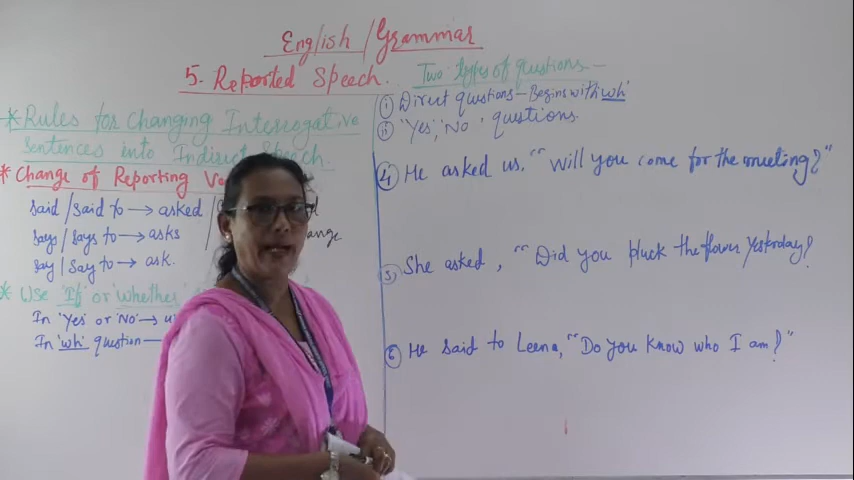 English / Grammar
5. Reported Speech.
*Rules for Changing Interrogative
sentences into Indirect Speech.
* Change of Reporting
said / said to → asked /
says / says to → asks / change
say / say to → ask.
* Use 'If' or 'whether'
In 'Yes' or 'No' →
In 'wh' question —
Two types of qustions –
(i) Direct qustions – Begins with 'wh'
(ii) 'Yes', 'No' questions.
(4) He asked us, "Will you come for the meeting?"
(5) She asked, "Did you pluck the flower yesterday?
(6) He said to Leena, "Do you know who I am?"